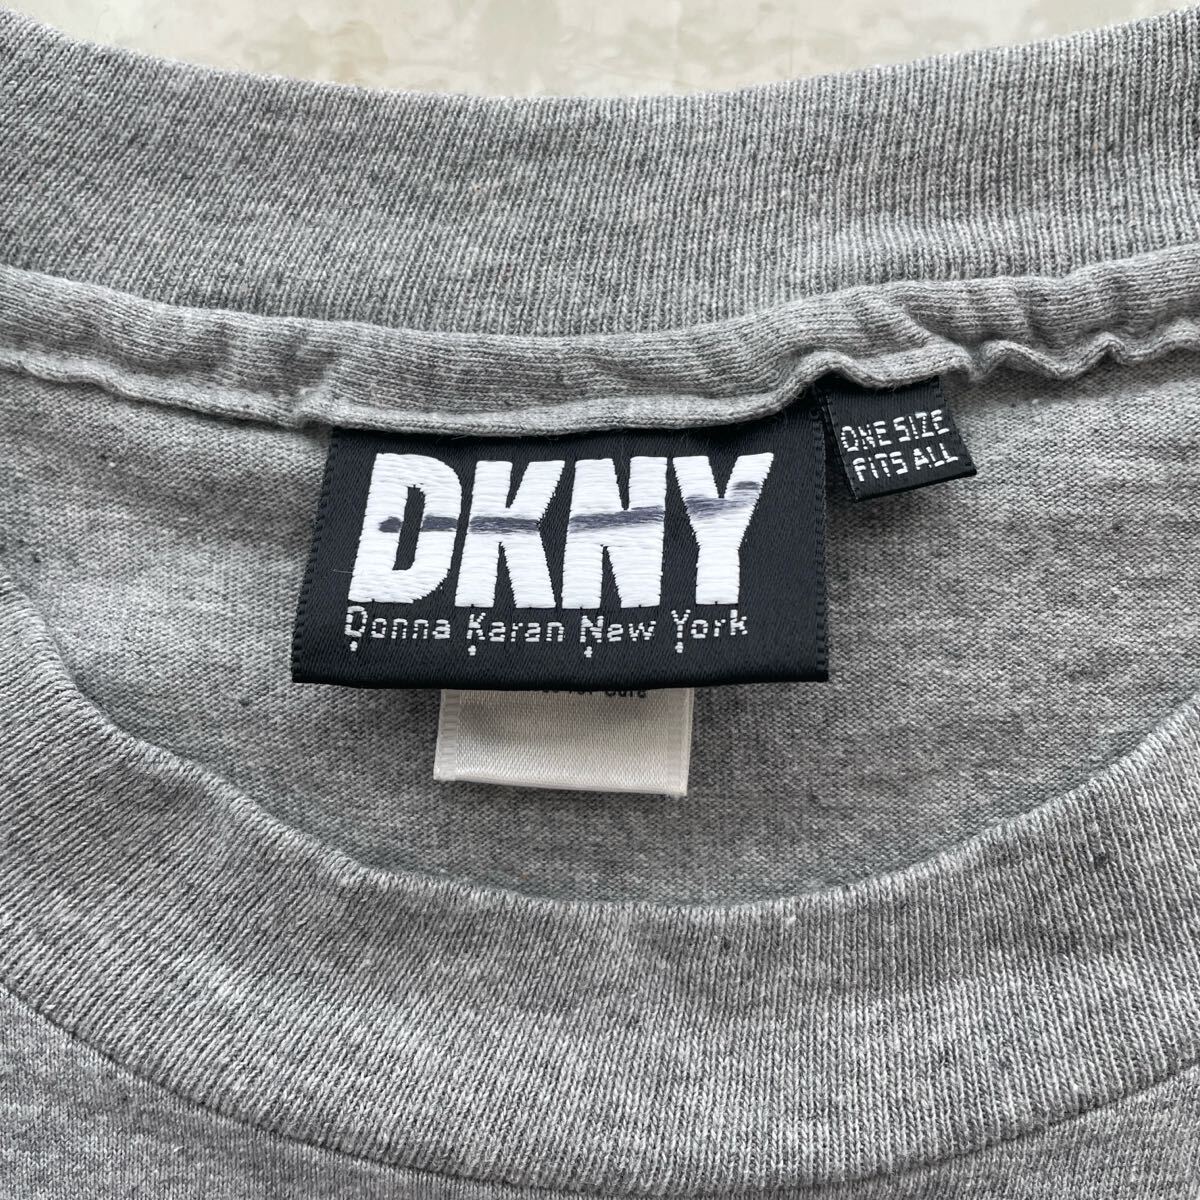 DKNY
Donna Karan New York
ONE SIZE
FITS ALL